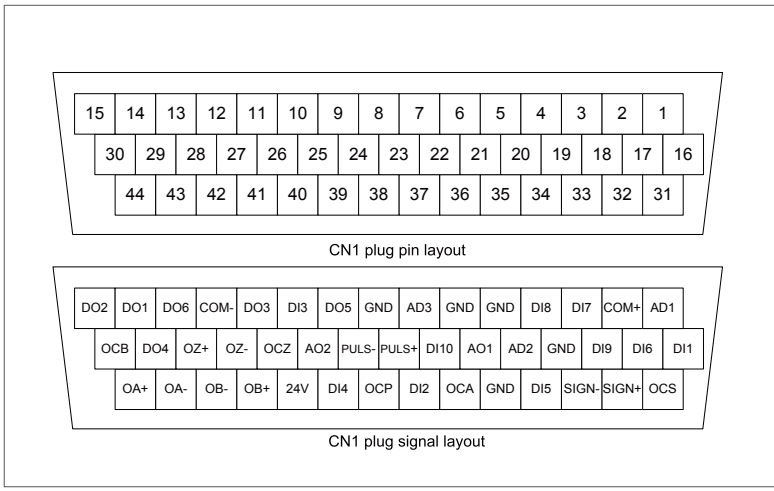 15 14 13 12 11 10 9 8 7 6 5 4 3 2 1
30 29 28 27 26 25 24 23 22 21 20 19 18 17 16
44 43 42 41 40 39 38 37 36 35 34 33 32 31
CN1 plug pin layout
DO2 DO1 DO6 COM- DO3 DI3 DO5 GND AD3 GND GND DI8 DI7 COM+ AD1
OCB DO4 OZ+ OZ- OCZ AO2 PULS- PULS+ DI10 AO1 AD2 GND DI9 DI6 DI1
OA+ OA- OB- OB+ 24V DI4 OCP DI2 OCA GND DI5 SIGN- SIGN+ OCS
CN1 plug signal layout